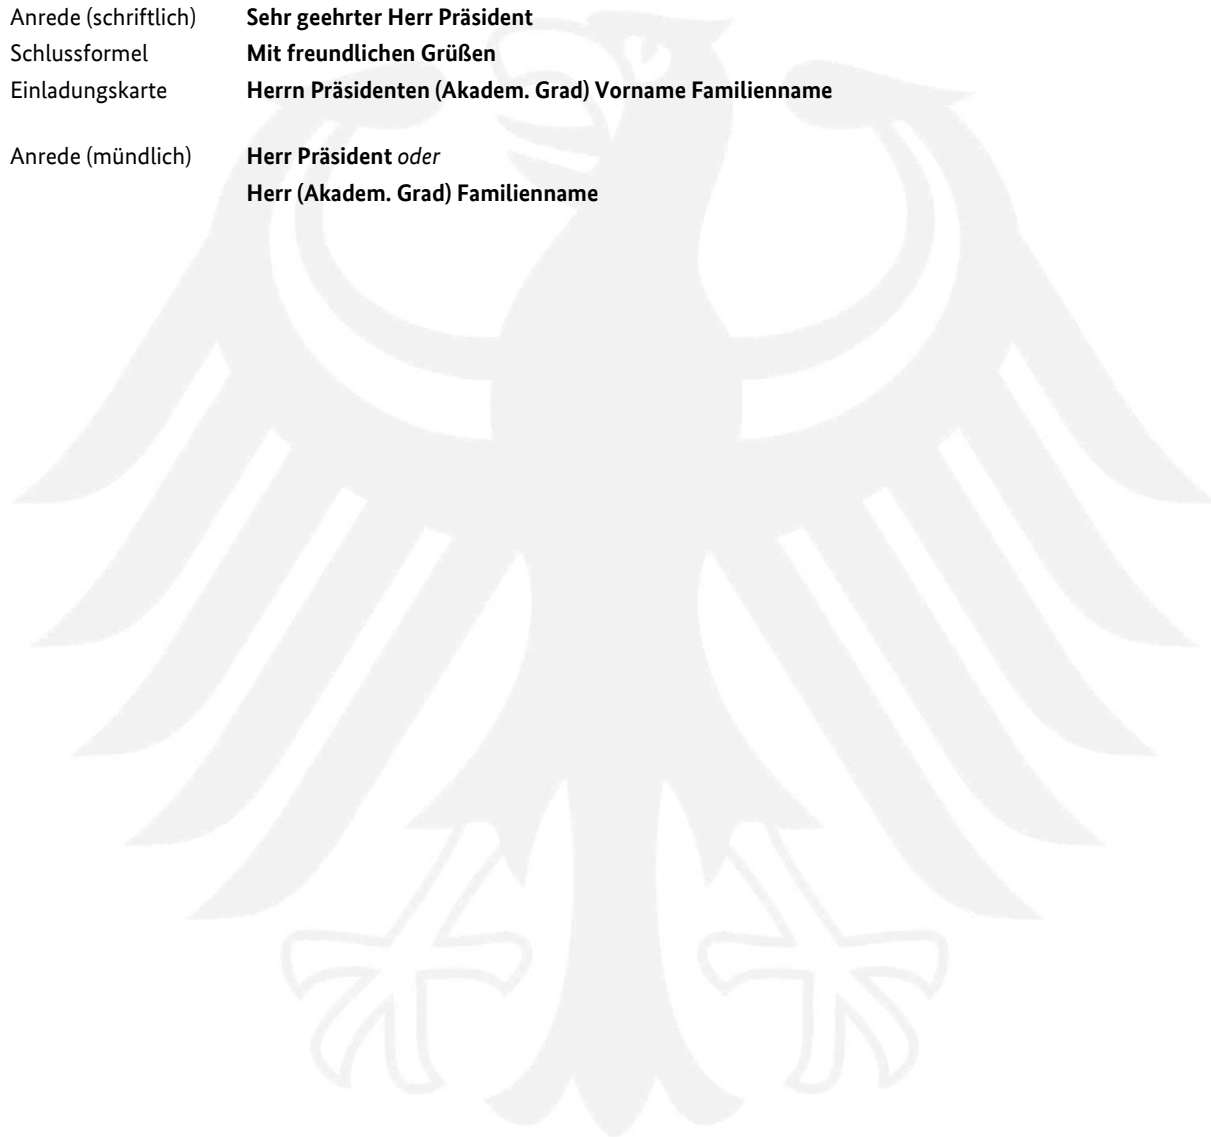 Anrede (schriftlich) Sehr geehrter Herr Präsident
Schlussformel Mit freundlichen Grüßen
Einladungskarte Herrn Präsidenten (Akadem. Grad) Vorname Familienname
Anrede (mündlich) Herr Präsident oder
Herr (Akadem. Grad) Familienname